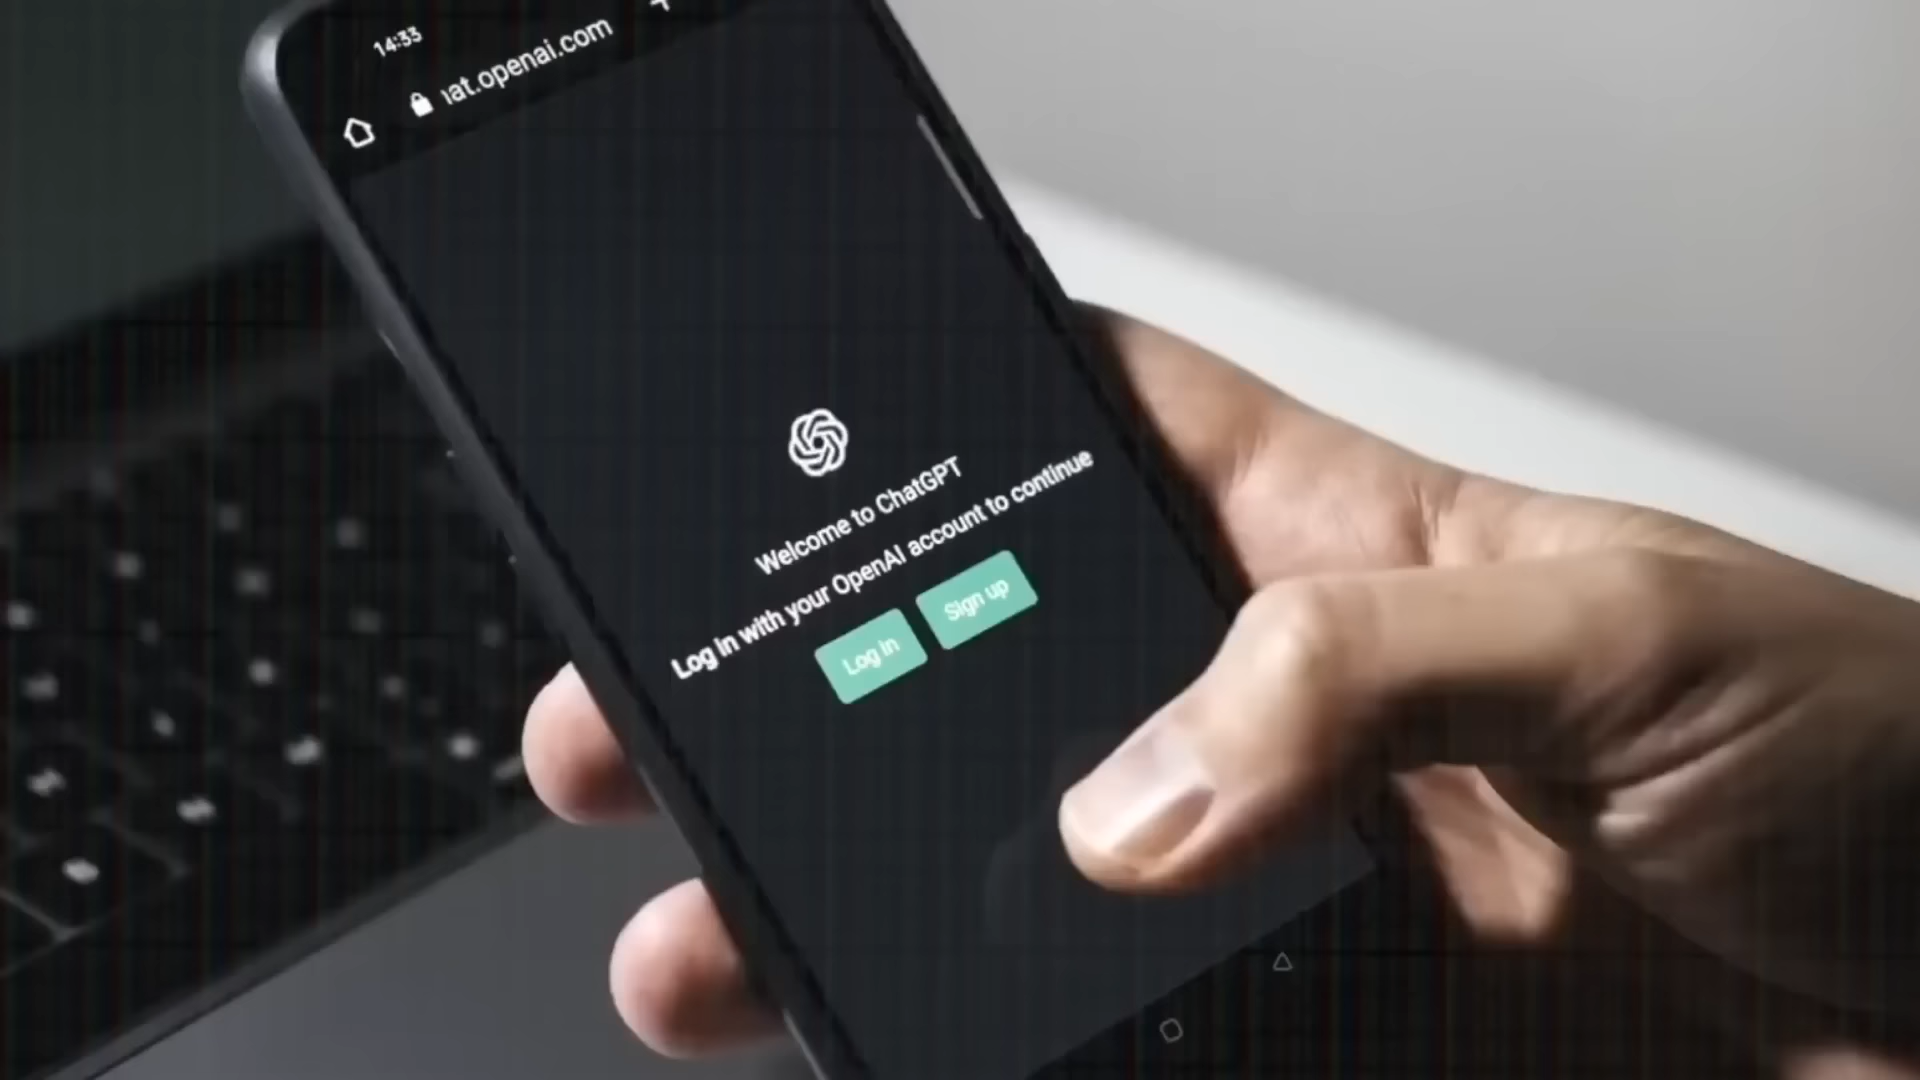 14:33
at.openai.com
Welcome to ChatGPT
Log in with your OpenAI account to continue
Log in
Sign up